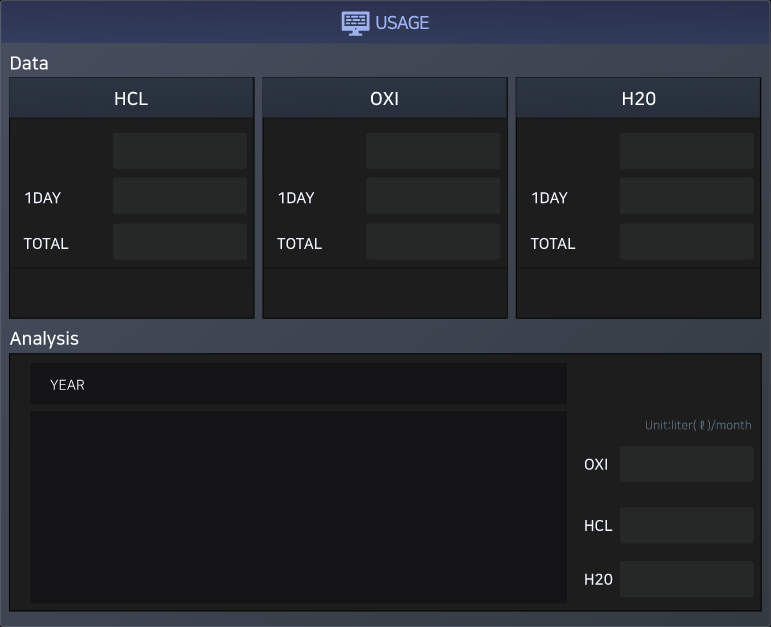 USAGE
Data
HCL OXI H20
1DAY 1DAY 1DAY
TOTAL TOTAL TOTAL
Analysis
YEAR
Unit:liter(ℓ)/month
OXI
HCL
H20